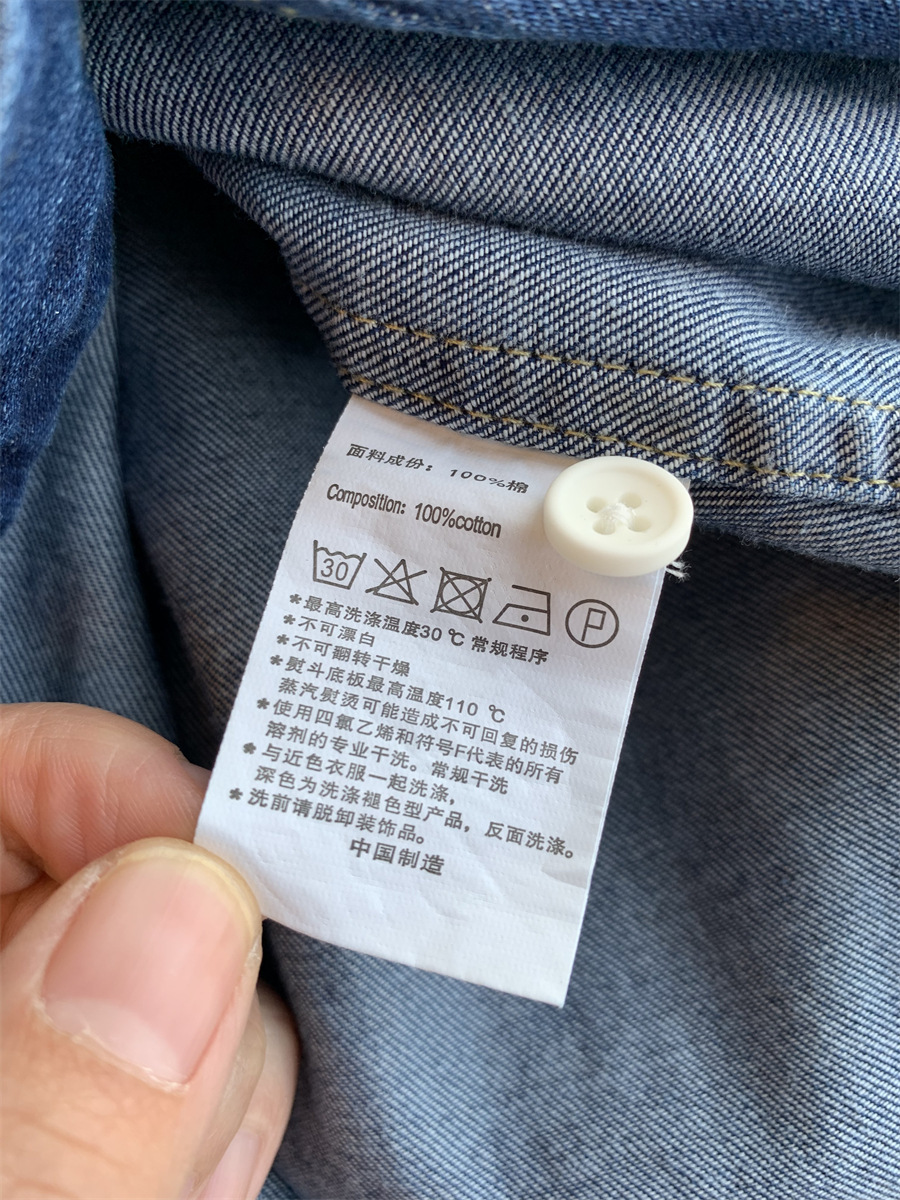 面料成份：100%棉
Composition: 100%cotton
30 P
*最高洗涤温度30℃ 常规程序
*不可漂白
*不可翻转干燥
*熨斗底板最高温度110 ℃
蒸汽熨烫可能造成不可回复的损伤
*使用四氯乙烯和符号F代表的所有
溶剂的专业干洗。常规干洗
*与近色衣服一起洗涤，
深色为洗涤褪色型产品，反面洗涤。
*洗前请脱卸装饰品。
中国制造